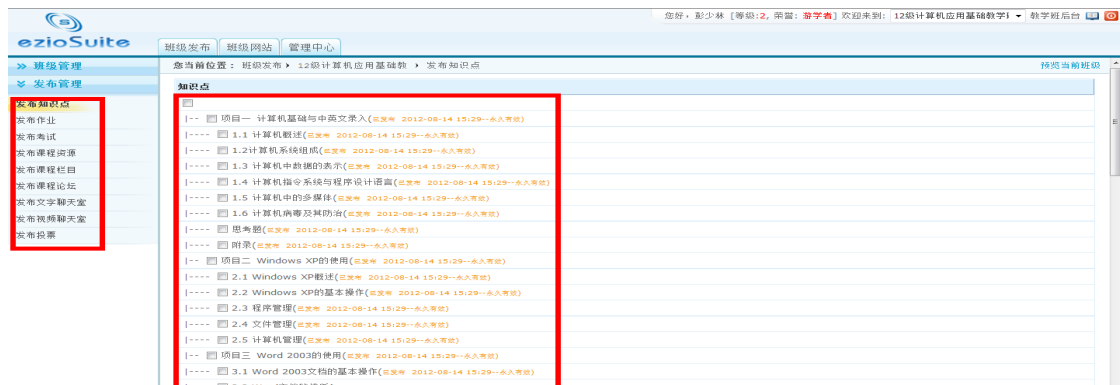 您好，彭少林 [等级:2, 荣誉: 游学者] 欢迎来到: 12级计算机应用基础教学 教学班后台
ezioSuite
班级发布 班级网站 管理中心
班级管理
您当前位置： 班级发布 12级计算机应用基础教 发布知识点
预览当前班级
发布管理
知识点
发布知识点
发布作业
发布考试
发布课程资源
发布课程栏目
发布课程论坛
发布文字聊天室
发布视频聊天室
发布投票
|-- 项目一 计算机基础与中英文录入(已发布 2012-08-14 15:29--永久有效)
|---- 1.1 计算机概述(已发布 2012-08-14 15:29--永久有效)
|---- 1.2计算机系统组成(已发布 2012-08-14 15:29--永久有效)
|---- 1.3 计算机中数据的表示(已发布 2012-08-14 15:29--永久有效)
|---- 1.4 计算机指令系统与程序设计语言(已发布 2012-08-14 15:29--永久有效)
|---- 1.5 计算机中的多媒体(已发布 2012-08-14 15:29--永久有效)
|---- 1.6 计算机病毒及其防治(已发布 2012-08-14 15:29--永久有效)
|---- 思考题(已发布 2012-08-14 15:29--永久有效)
|---- 附录(已发布 2012-08-14 15:29--永久有效)
|-- 项目二 Windows XP的使用(已发布 2012-08-14 15:29--永久有效)
|---- 2.1 Windows XP概述(已发布 2012-08-14 15:29--永久有效)
|---- 2.2 Windows XP的基本操作(已发布 2012-08-14 15:29--永久有效)
|---- 2.3 程序管理(已发布 2012-08-14 15:29--永久有效)
|---- 2.4 文件管理(已发布 2012-08-14 15:29--永久有效)
|---- 2.5 计算机管理(已发布 2012-08-14 15:29--永久有效)
|-- 项目三 Word 2003的使用(已发布 2012-08-14 15:29--永久有效)
|---- 3.1 Word 2003文档的基本操作(已发布 2012-08-14 15:29--永久有效)